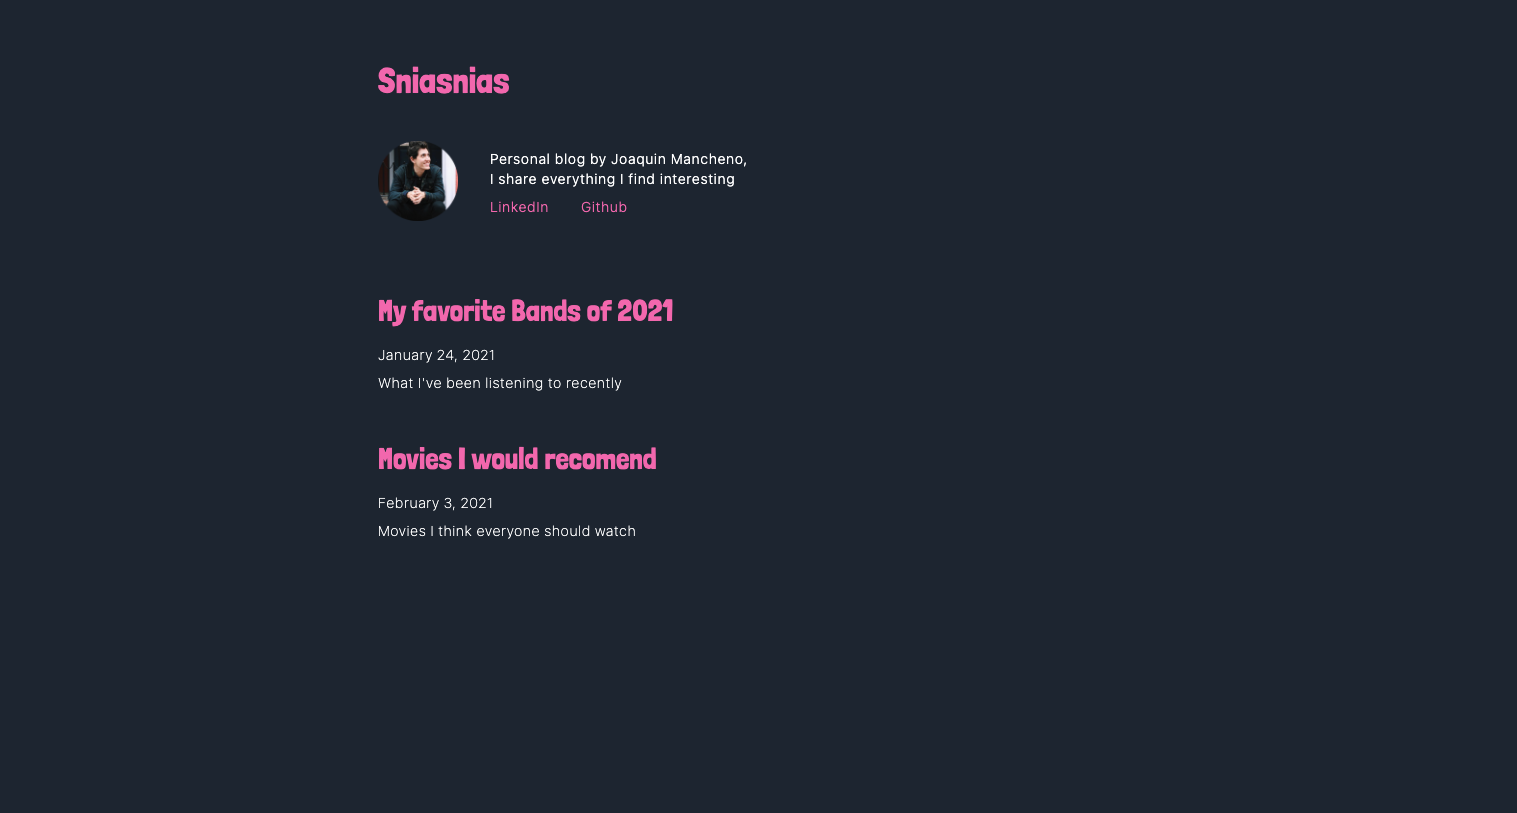 Sniasnias
Personal blog by Joaquin Mancheno,
I share everything I find interesting
LinkedIn Github
My favorite Bands of 2021
January 24, 2021
What I've been listening to recently
Movies I would recomend
February 3, 2021
Movies I think everyone should watch